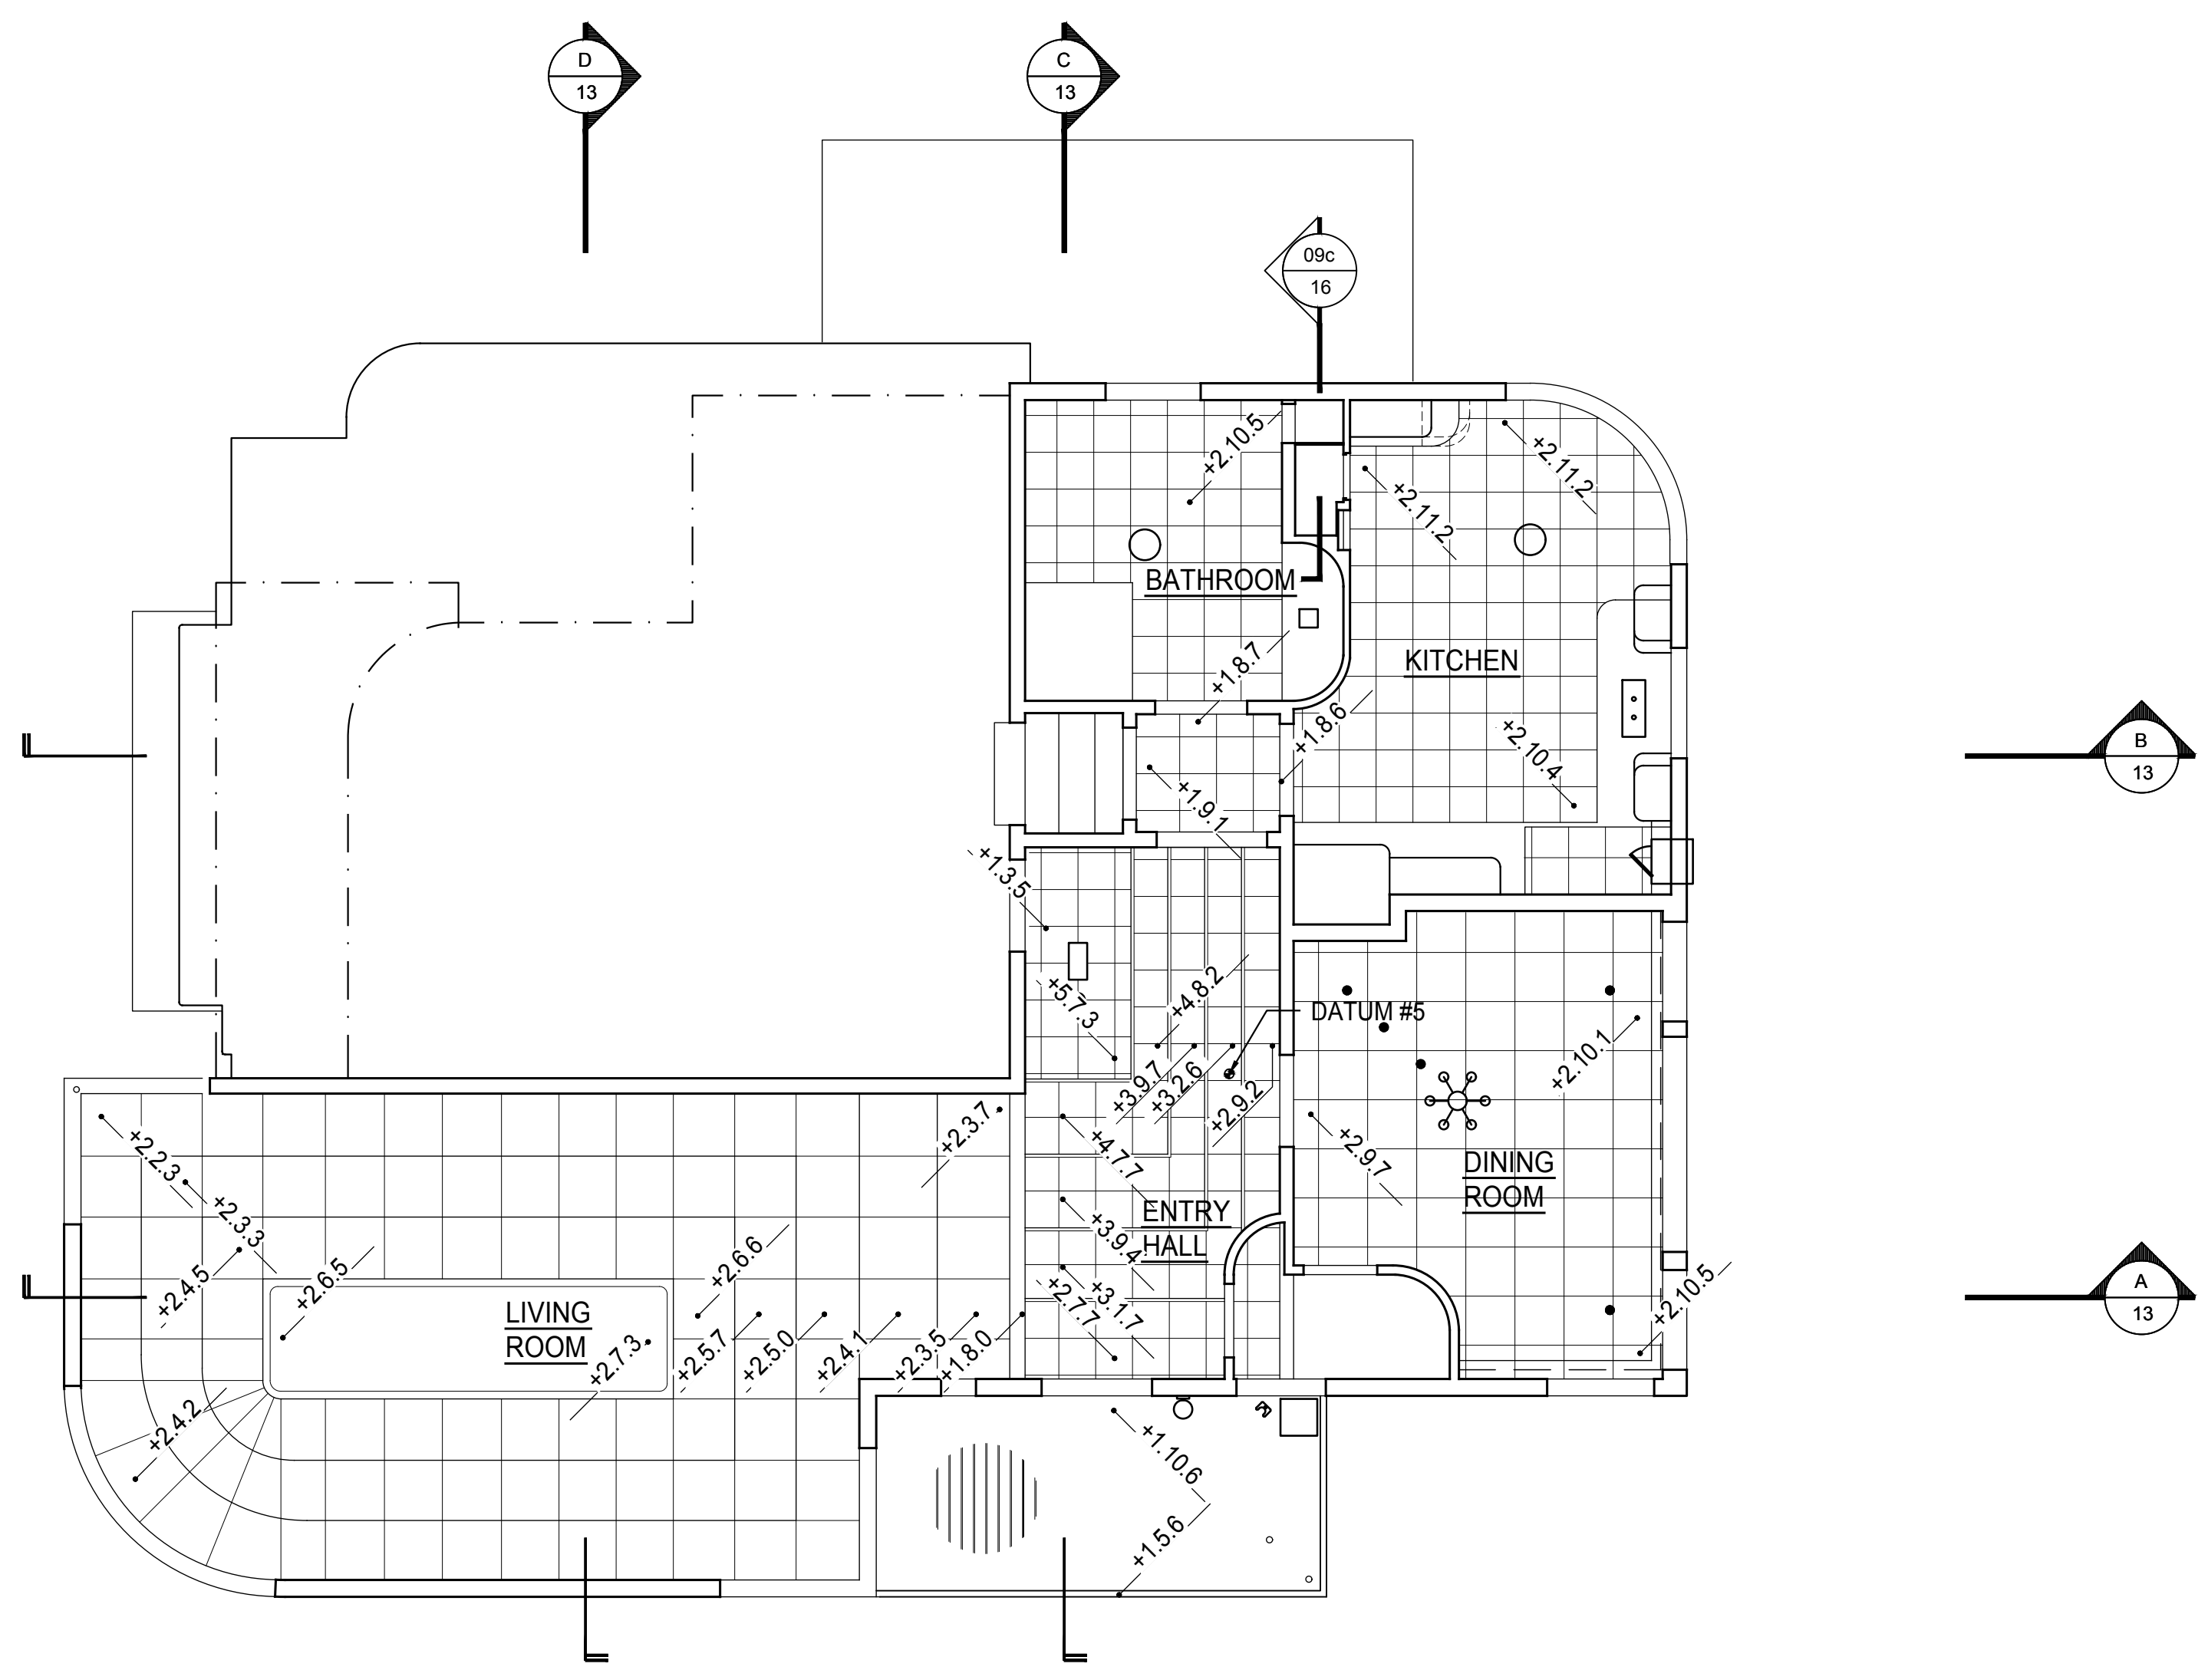 D
13
C
13
09c
16
+2.10.5
+2.11.2
+2.11.2
BATHROOM
KITCHEN
+1.8.7
+1.8.6
+2.10.4
B
13
+1.9.1
+1.3.5
+5.7.3
+4.8.2
DATUM #5
+3.9.7
+3.2.6
+2.9.2
+2.10.1
+2.2.3
+2.3.7
+4.7.7
+2.9.7
DINING
ROOM
+2.3.3
+3.9.4
ENTRY
HALL
+2.4.5
+2.6.5
+2.6.6
+2.7.7
+3.1.7
+2.10.5
A
13
LIVING
ROOM
+2.7.3
+2.5.7
+2.5.0
+2.4.1
+2.3.5
+1.8.0
+2.4.2
+1.10.6
+1.5.6